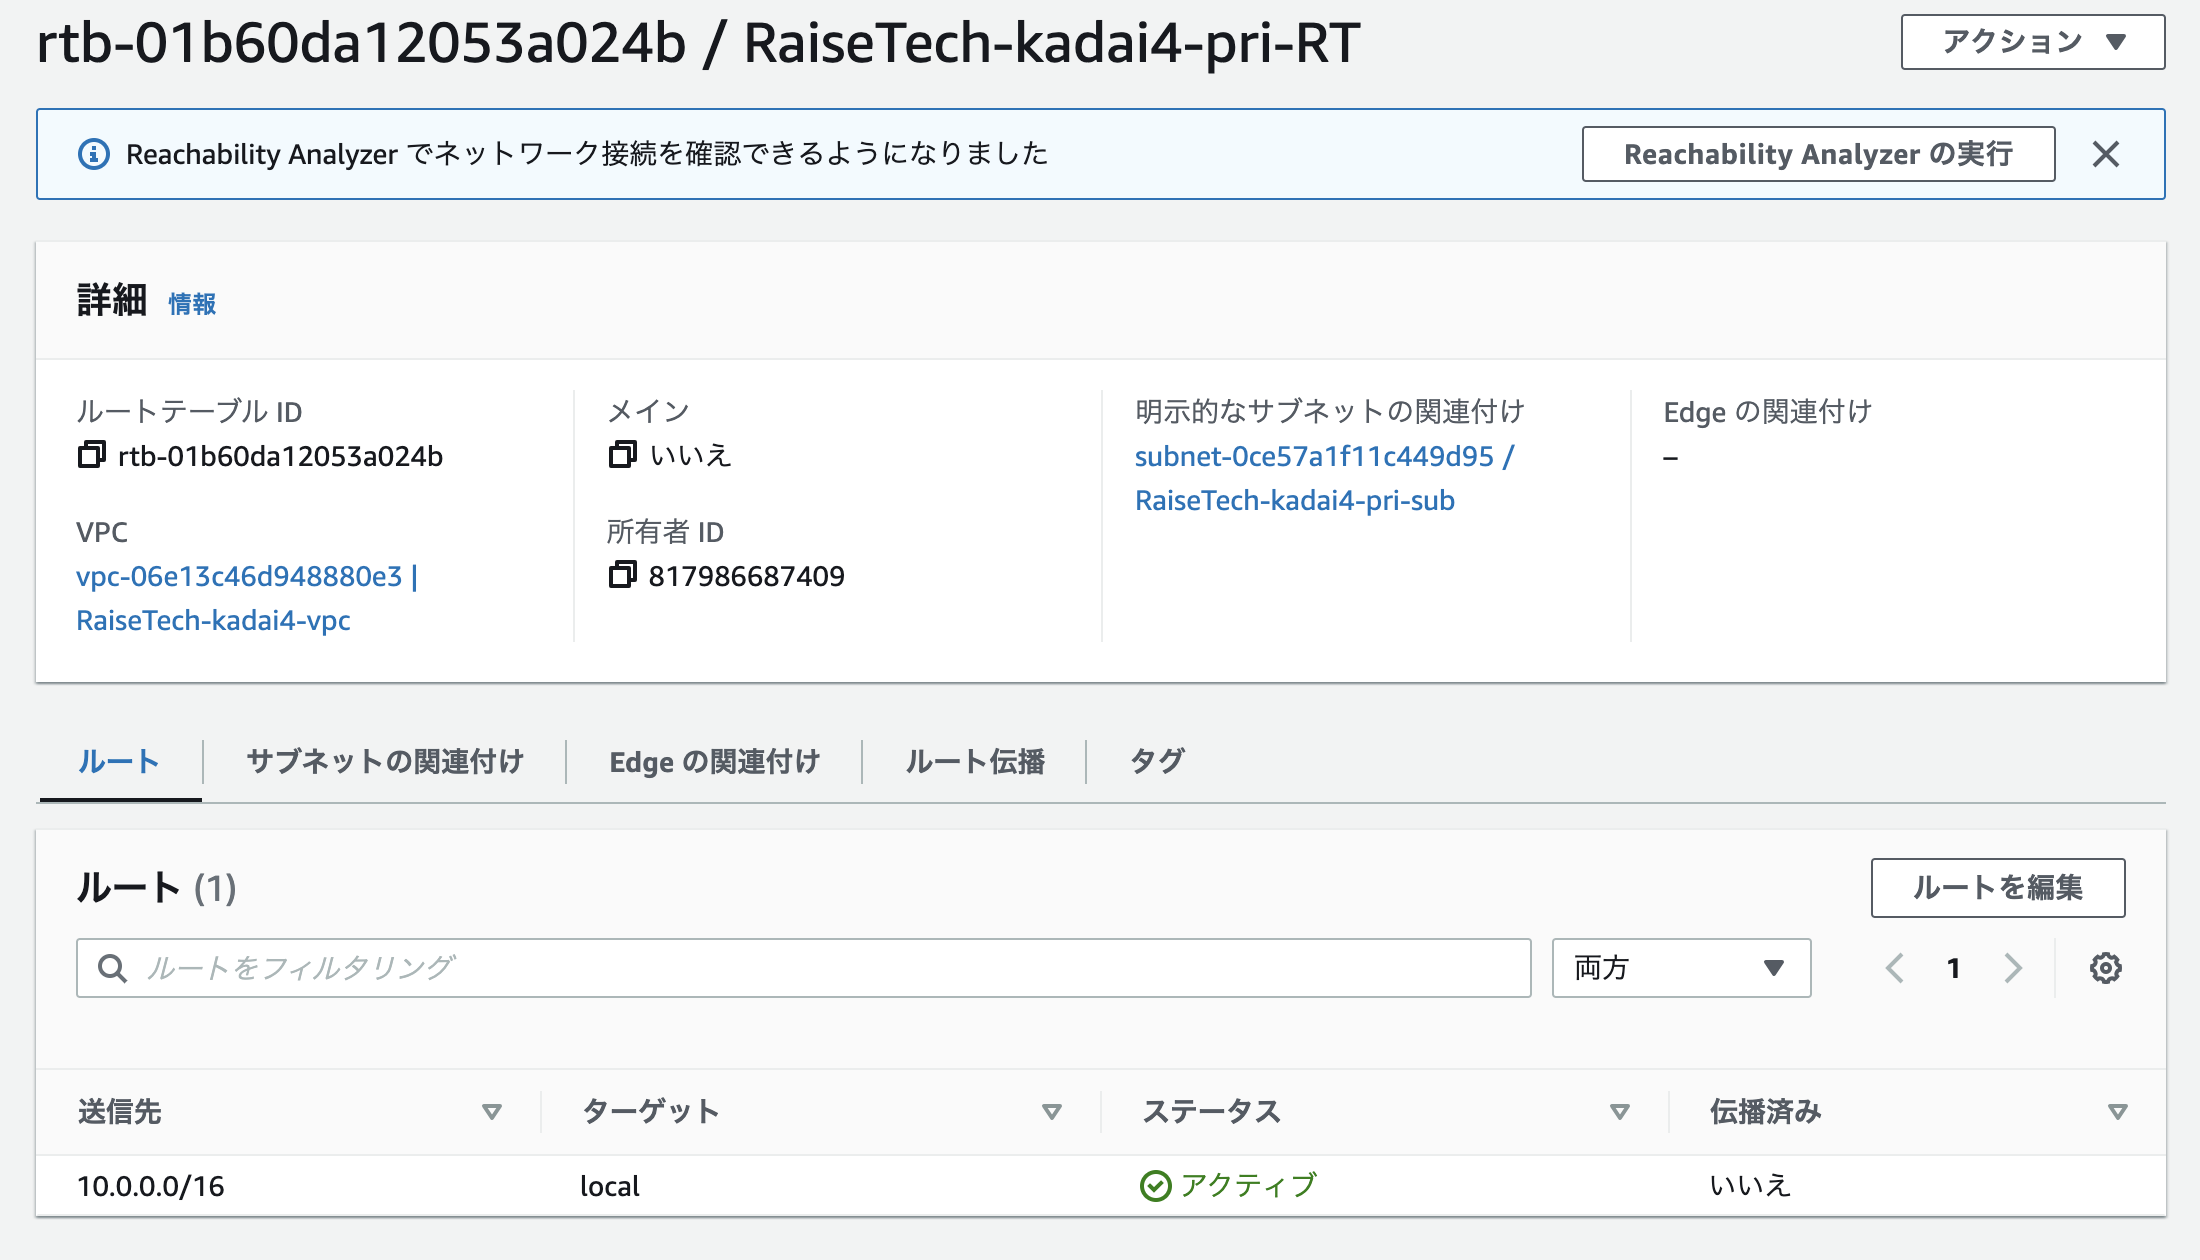 rtb-01b60da12053a024b / RaiseTech-kadai4-pri-RT
アクション
Reachability Analyzer でネットワーク接続を確認できるようになりました
Reachability Analyzer の実行
詳細 情報
ルートテーブル ID
rtb-01b60da12053a024b
メイン
いいえ
明示的なサブネットの関連付け
subnet-0ce57a1f11c449d95 /
RaiseTech-kadai4-pri-sub
Edge の関連付け
–
VPC
vpc-06e13c46d948880e3 |
RaiseTech-kadai4-vpc
所有者 ID
817986687409
ルート
サブネットの関連付け
Edge の関連付け
ルート伝播
タグ
ルート (1)
ルートを編集
ルートをフィルタリング
両方
1
送信先 ターゲット ステータス 伝播済み
10.0.0.0/16 local アクティブ いいえ